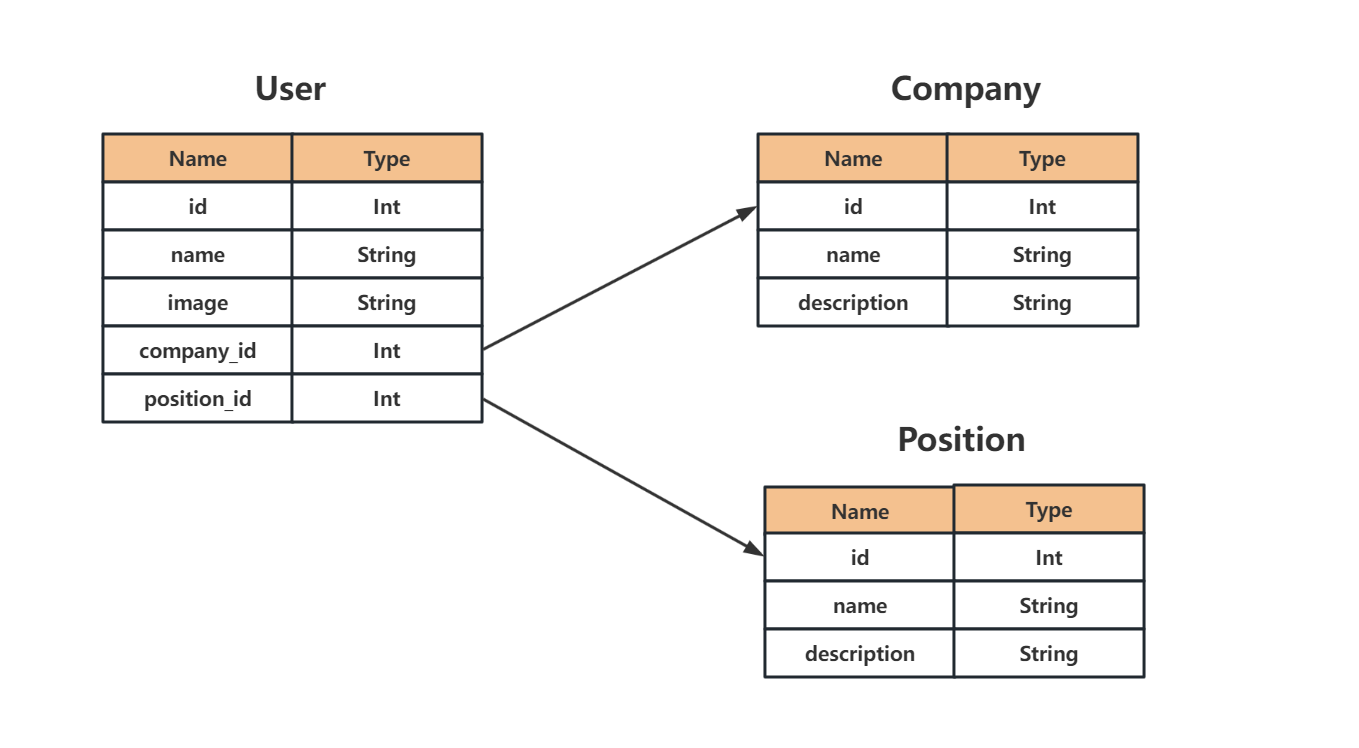 User
Name Type
id Int
name String
image String
company_id Int
position_id Int
Company
Name Type
id Int
name String
description String
Position
Name Type
id Int
name String
description String